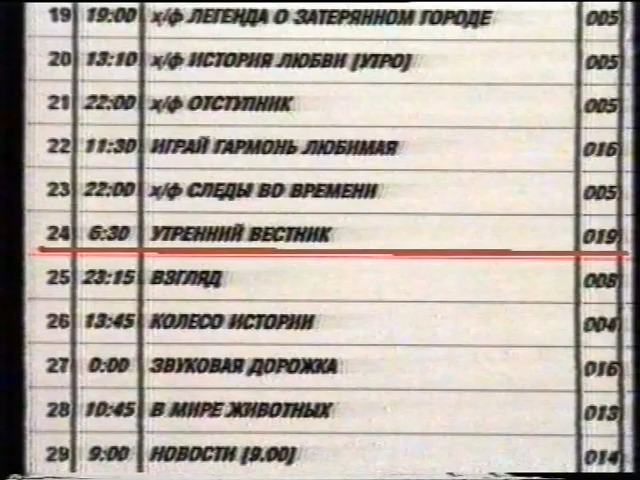 19 19:00 х/ф ЛЕГЕНДА О ЗАТЕРЯННОМ ГОРОДЕ 005
20 13:10 х/ф ИСТОРИЯ ЛЮБВИ [УТРО] 005
21 22:00 х/ф ОТСТУПНИК 005
22 11:30 ИГРАЙ ГАРМОНЬ ЛЮБИМАЯ 016
23 22:00 х/ф СЛЕДЫ ВО ВРЕМЕНИ 005
24 6:30 УТРЕННИЙ ВЕСТНИК 019
25 23:15 ВЗГЛЯД 008
26 13:45 КОЛЕСО ИСТОРИИ 004
27 0:00 ЗВУКОВАЯ ДОРОЖКА 016
28 10:45 В МИРЕ ЖИВОТНЫХ 013
29 9:00 НОВОСТИ [9.00] 014